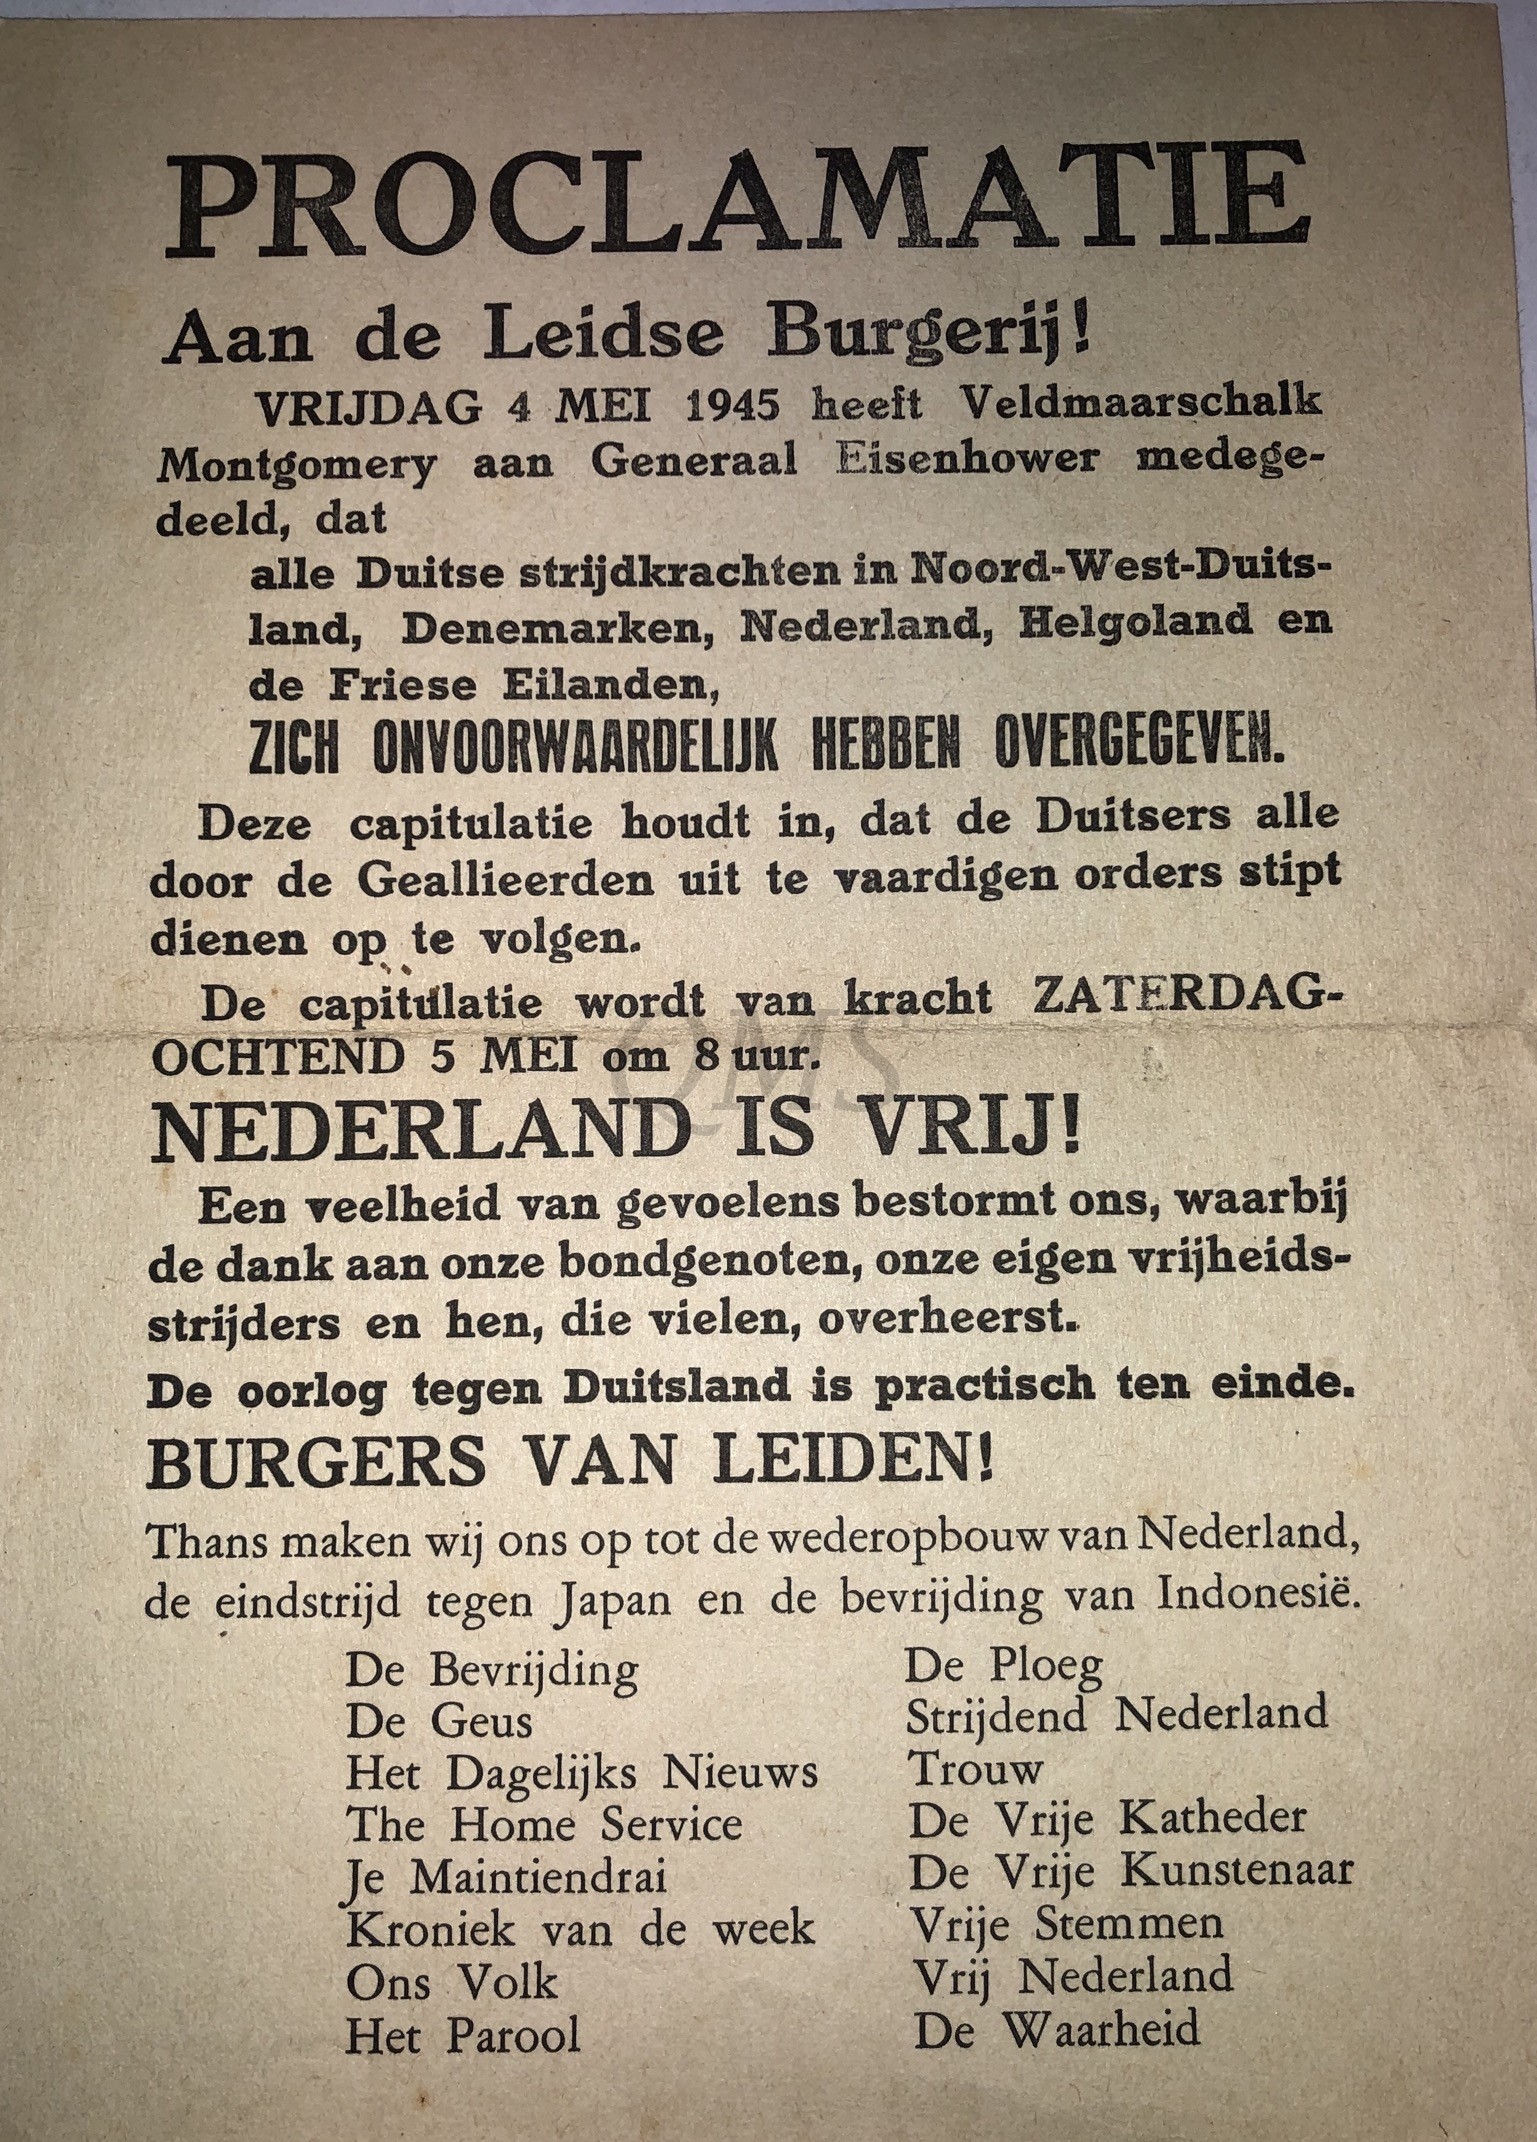 PROCLAMATIE
Aan de Leidse Burgerij!
VRIJDAG 4 MEI 1945 heeft Veldmaarschalk
Montgomery aan Generaal Eisenhower medege-
deeld, dat
alle Duitse strijdkrachten in Noord-West-Duits-
land, Denemarken, Nederland, Helgoland en
de Friese Eilanden,
ZICH ONVOORWAARDELIJK HEBBEN OVERGEGEVEN.
Deze capitulatie houdt in, dat de Duitsers alle
door de Geallieerden uit te vaardigen orders stipt
dienen op te volgen.
De capitulatie wordt van kracht ZATERDAG-
OCHTEND 5 MEI om 8 uur.
QMS
NEDERLAND IS VRIJ!
Een veelheid van gevoelens bestormt ons, waarbij
de dank aan onze bondgenoten, onze eigen vrijheids-
strijders en hen, die vielen, overheerst.
De oorlog tegen Duitsland is practisch ten einde.
BURGERS VAN LEIDEN!
Thans maken wij ons op tot de wederopbouw van Nederland,
de eindstrijd tegen Japan en de bevrijding van Indonesië.
De Bevrijding
De Geus
Het Dagelijks Nieuws
The Home Service
Je Maintiendrai
Kroniek van de week
Ons Volk
Het Parool
De Ploeg
Strijdend Nederland
Trouw
De Vrije Katheder
De Vrije Kunstenaar
Vrije Stemmen
Vrij Nederland
De Waarheid